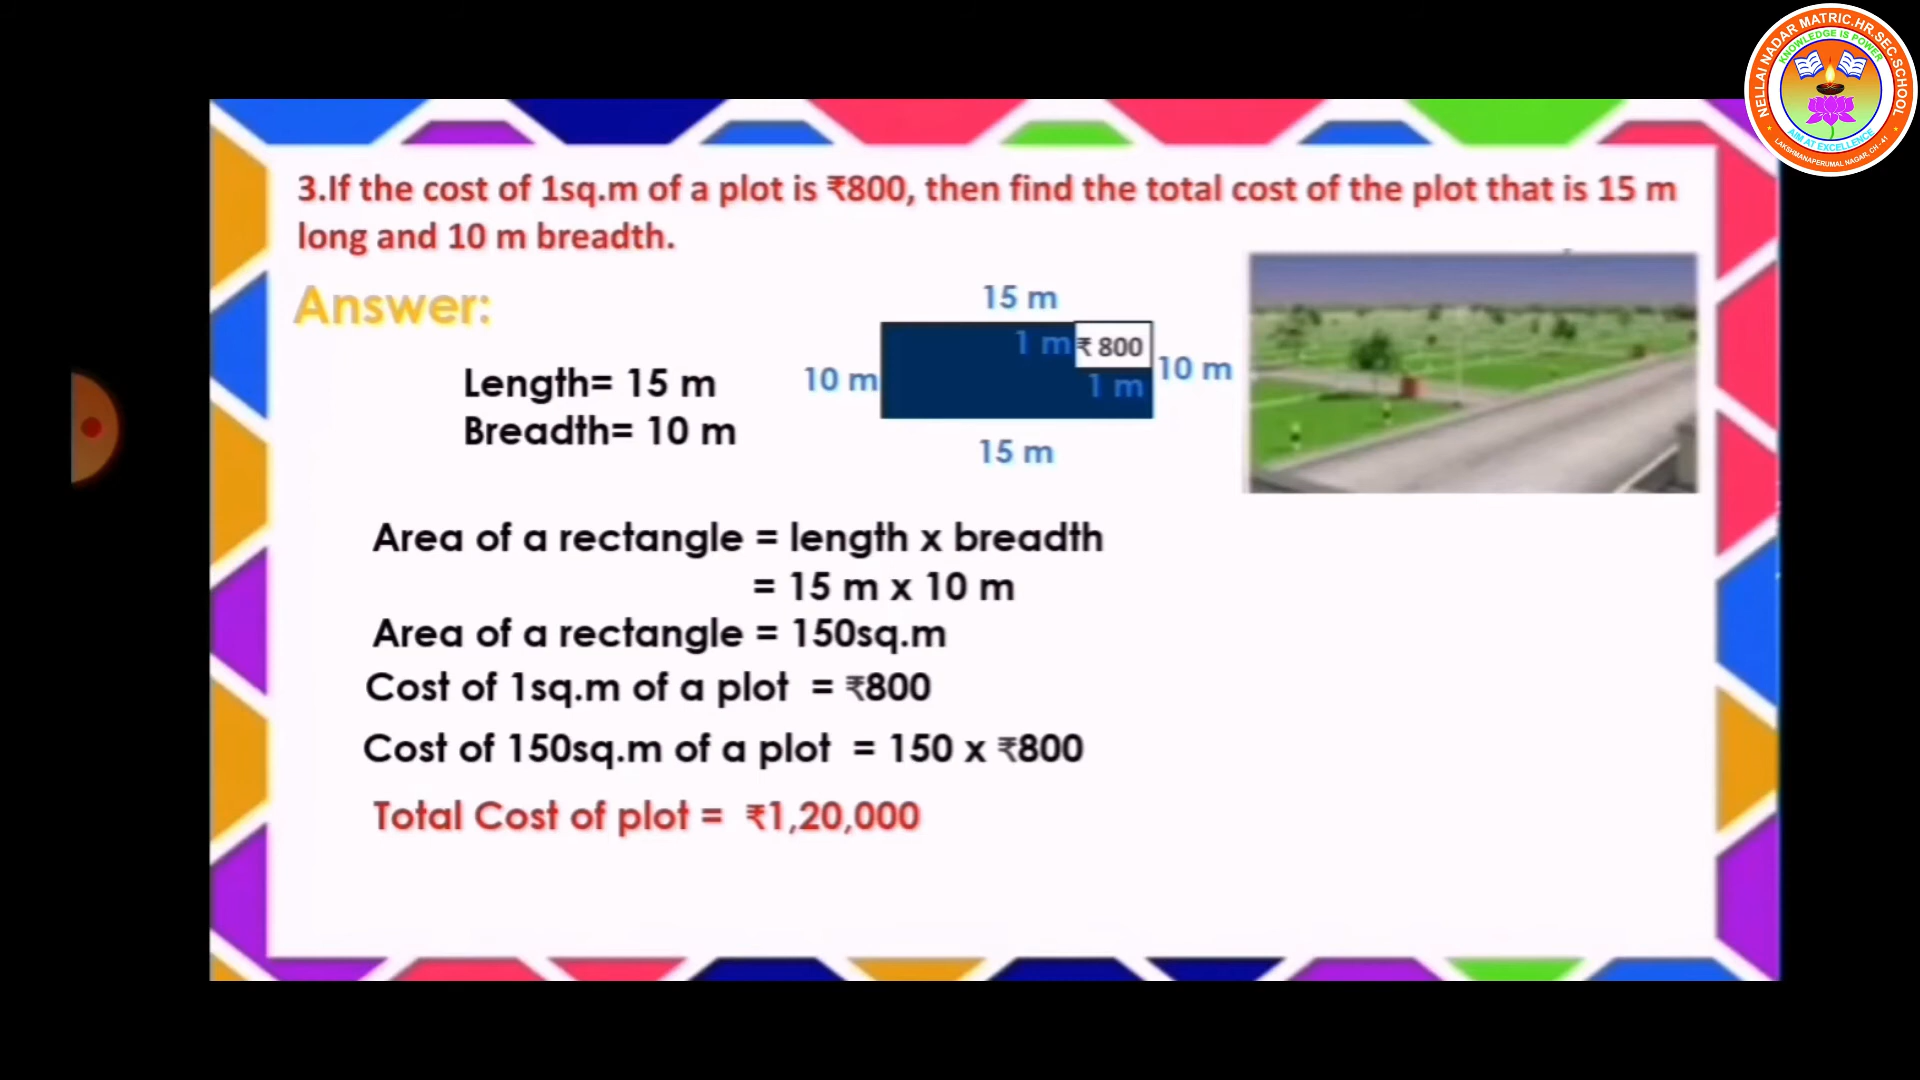 NELLAI NADAR MATRIC.HR.SEC.SCHOOL
KNOWLEDGE IS POWER
AIM AT EXCELLENCE
LAKSHMANAPERUMAL NAGAR, CH - 41
3.If the cost of 1sq.m of a plot is ₹800, then find the total cost of the plot that is 15 m
long and 10 m breadth.
Answer:
15 m
1 m ₹ 800
10 m
10 m
1 m
15 m
Length= 15 m
Breadth= 10 m
Area of a rectangle = length x breadth
= 15 m x 10 m
Area of a rectangle = 150sq.m
Cost of 1sq.m of a plot = ₹800
Cost of 150sq.m of a plot = 150 x ₹800
Total Cost of plot = ₹1,20,000